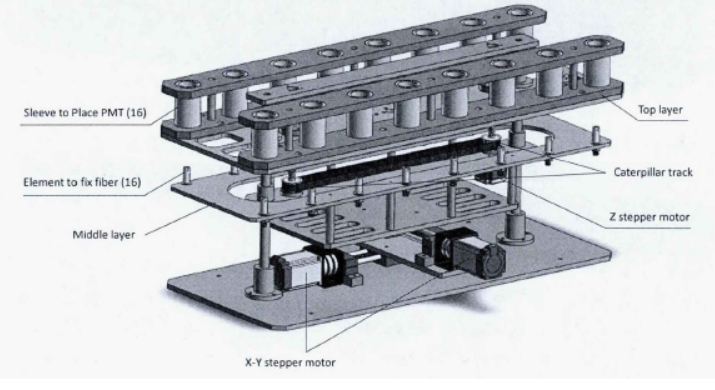 Sleeve to Place PMT (16)
Top layer
Element to fix fiber (16)
Caterpillar track
Z stepper motor
Middle layer
X-Y stepper motor